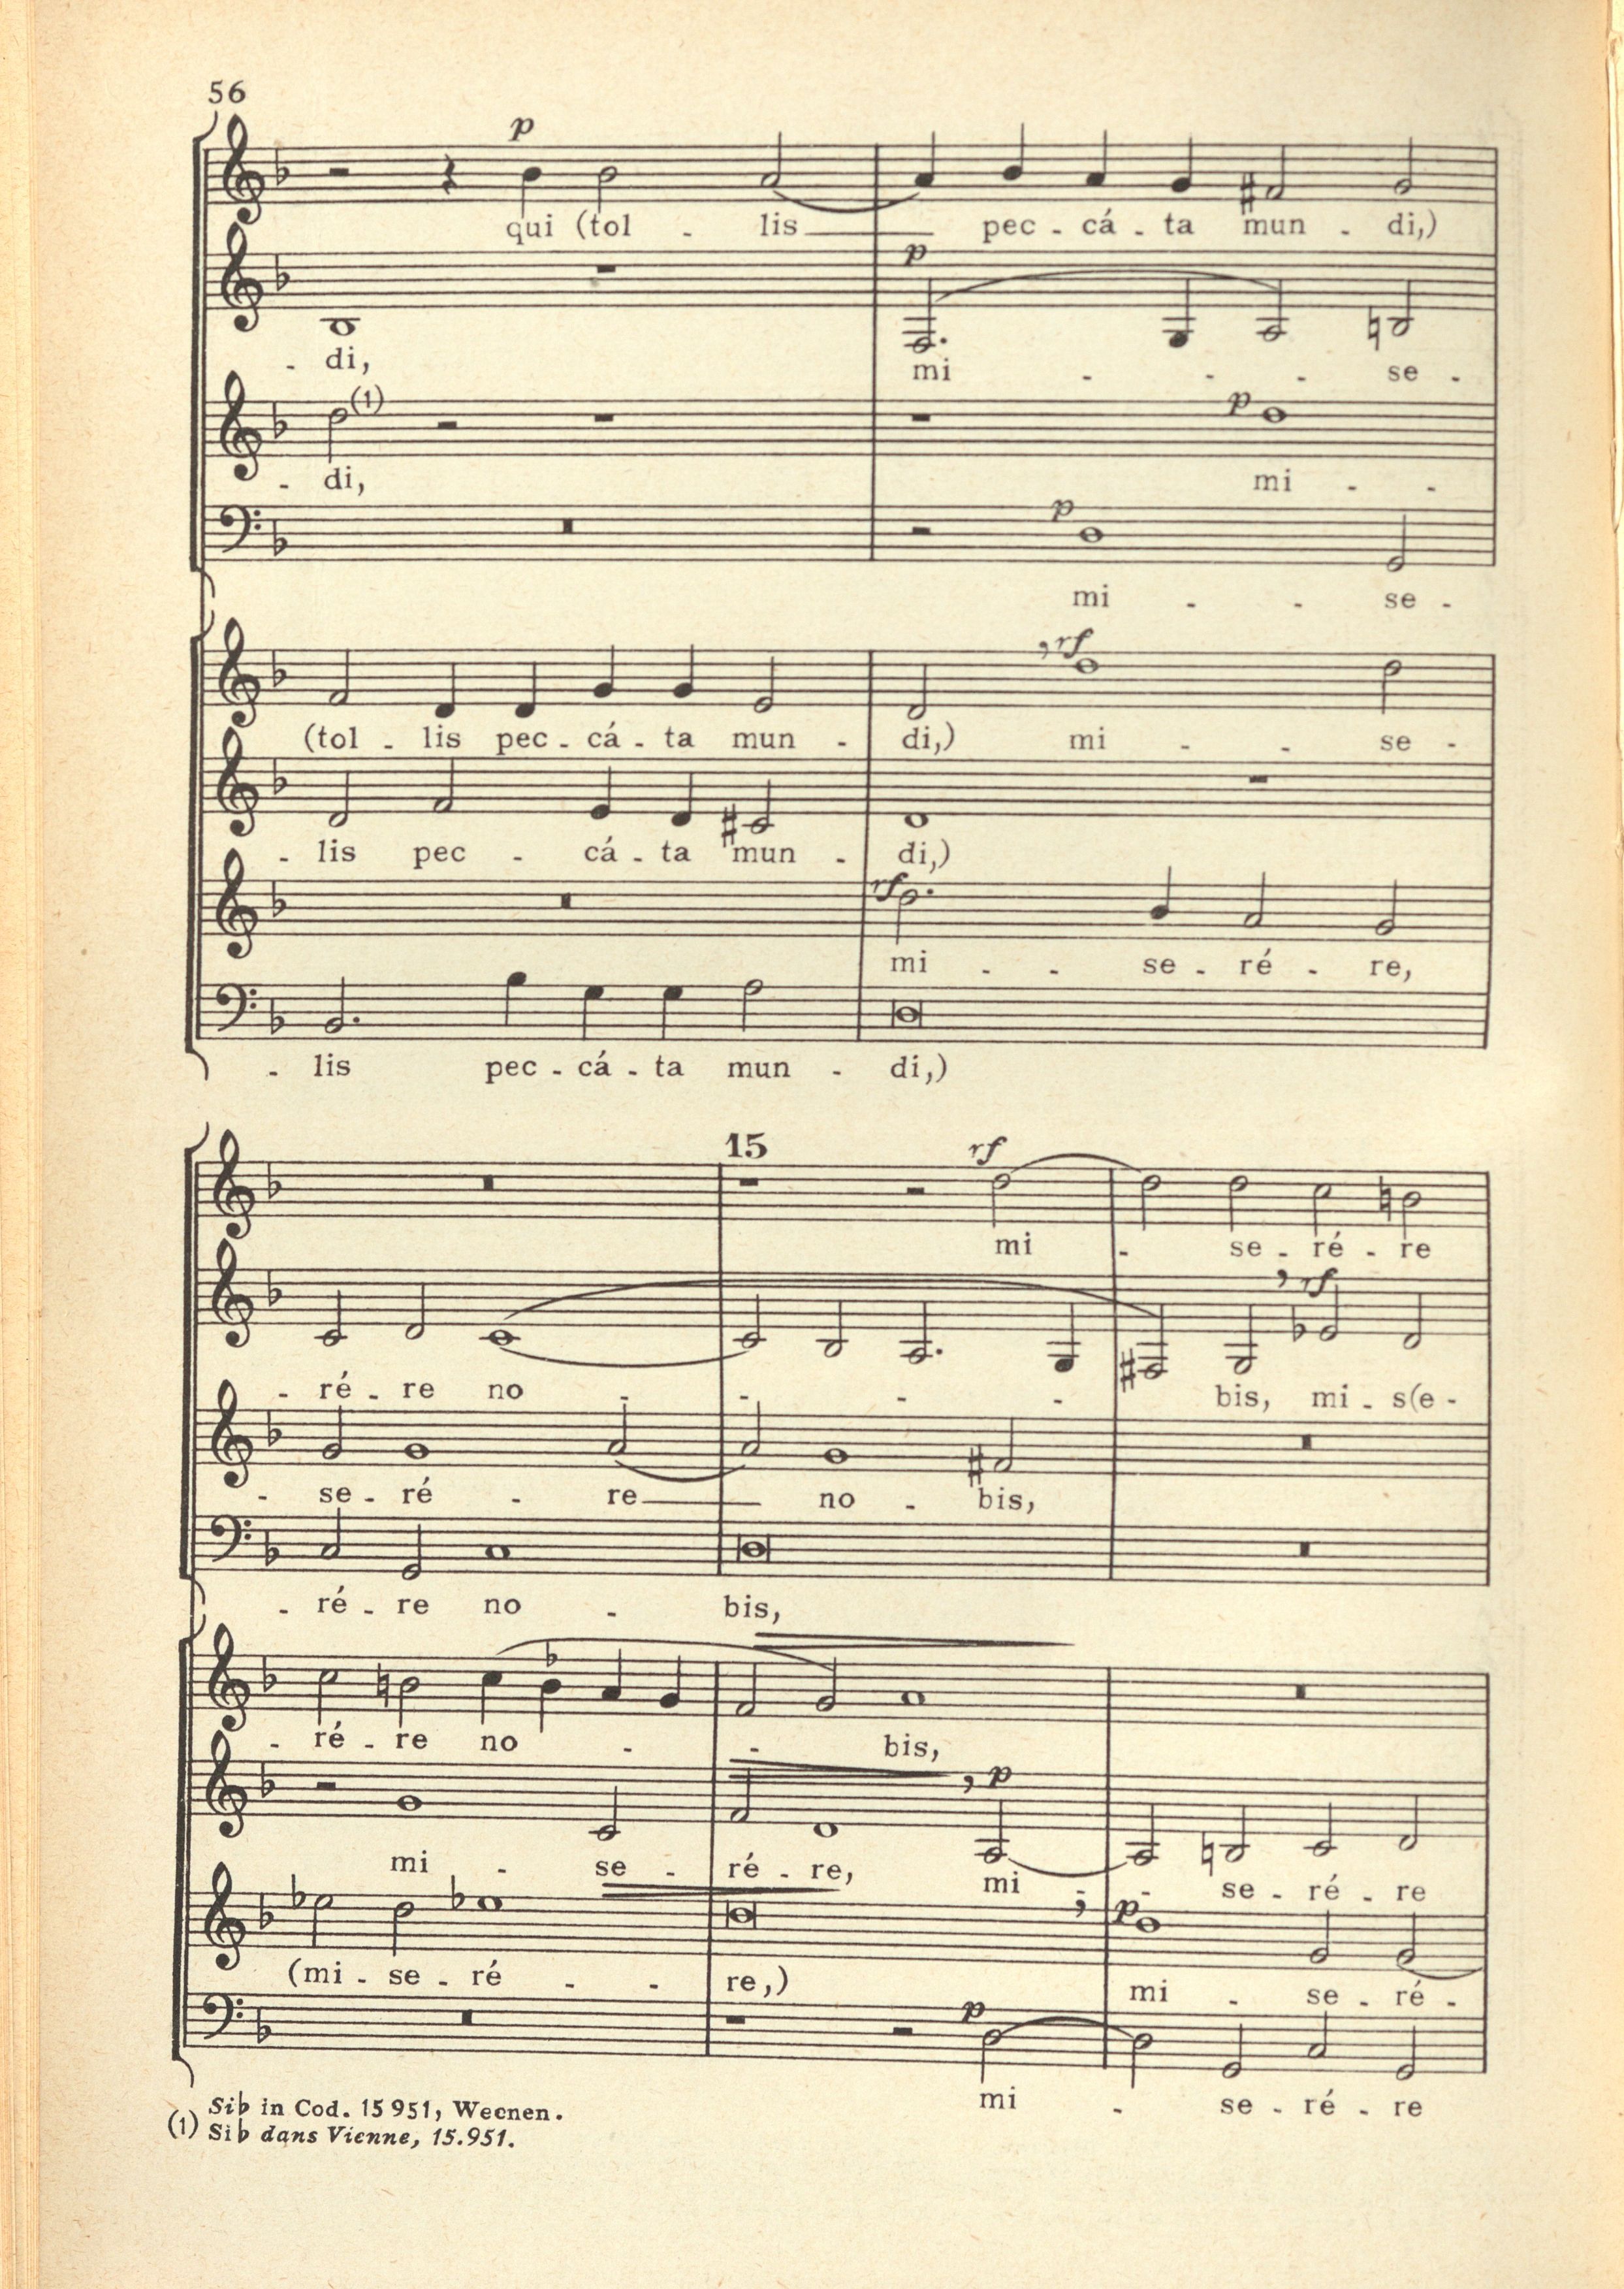 56
p
qui (tol - lis pec - cá - ta mun - di,)
p
- di, mi - - - se -
(1)
p
- di, mi - -
p
mi - - se -
, rf
(tol - lis pec - cá - ta mun - di,) mi - - se -
- lis pec - cá - ta mun - di,)
rf
mi - - se - ré - re,
- lis pec - cá - ta mun - di,)
15 rf
mi - se - ré - re
, rf
- ré - re no - - - - bis, mi - s(e -
- se - ré - re no - bis,
- ré - re no - bis,
- ré - re no - - bis,
, p
mi - se - ré - re, mi - - se - ré - re
, p
(mi - se - ré - - re,) mi - se - ré -
p
mi - se - ré - re
Si♭ in Cod. 15 951, Weenen.
(1) Si♭ dans Vienne, 15.951.